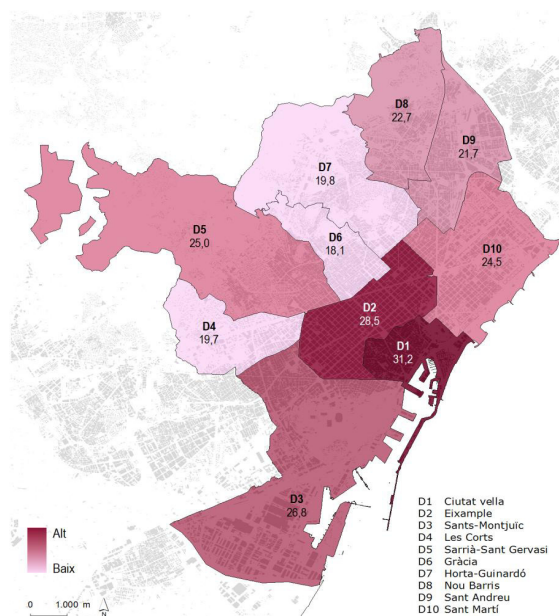 D8
22,7
D9
21,7
D7
19,8
D5
25,0
D6
18,1
D10
24,5
D2
28,5
D4
19,7
D1
31,2
D3
26,8
Alt
Baix
0 1.000 m
N
D1 Ciutat vella
D2 Eixample
D3 Sants-Montjuïc
D4 Les Corts
D5 Sarrià-Sant Gervasi
D6 Gràcia
D7 Horta-Guinardó
D8 Nou Barris
D9 Sant Andreu
D10 Sant Martí